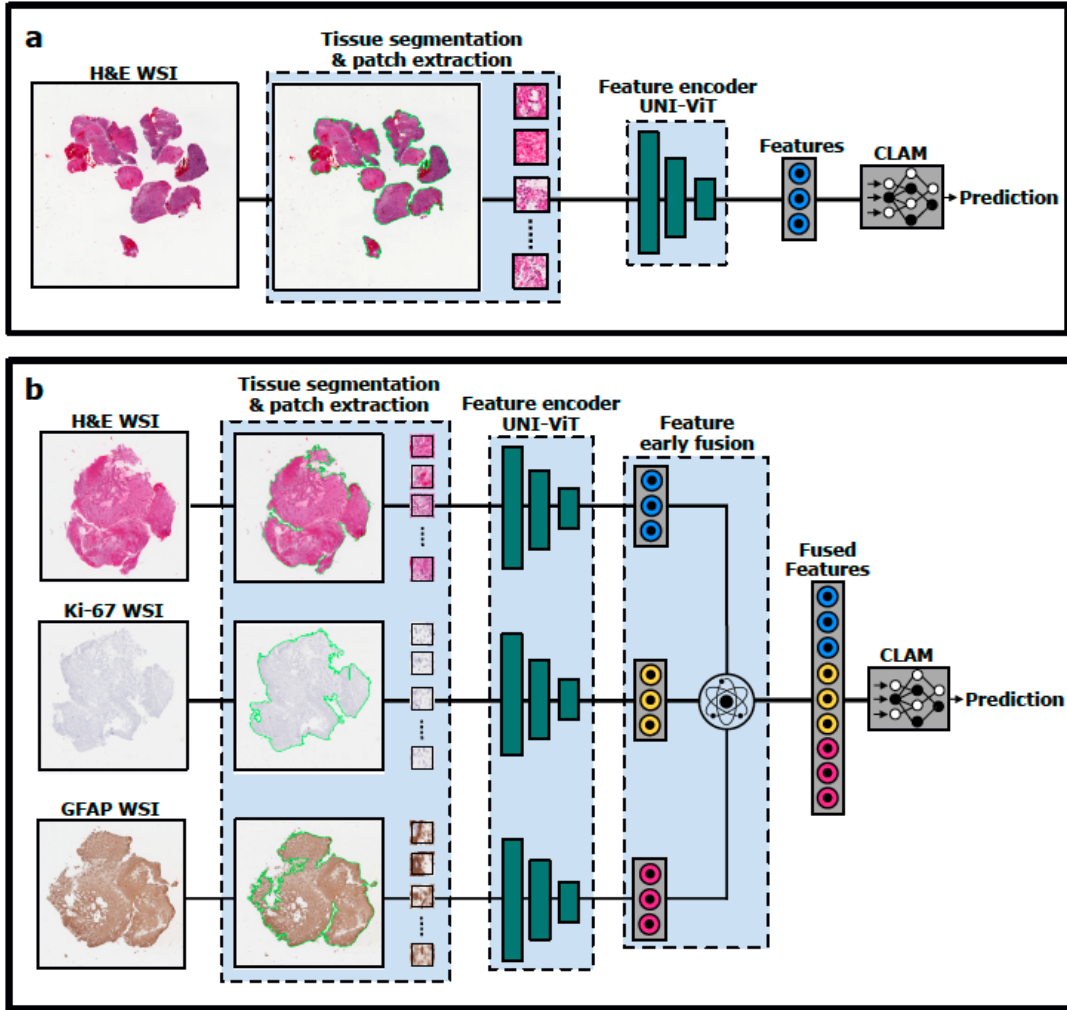 a
Tissue segmentation
& patch extraction
H&E WSI
Feature encoder
UNI-ViT
Features
CLAM
Prediction
b
Tissue segmentation
& patch extraction
H&E WSI
Feature encoder
UNI-ViT
Feature
early fusion
Fused
Features
Ki-67 WSI
CLAM
Prediction
GFAP WSI